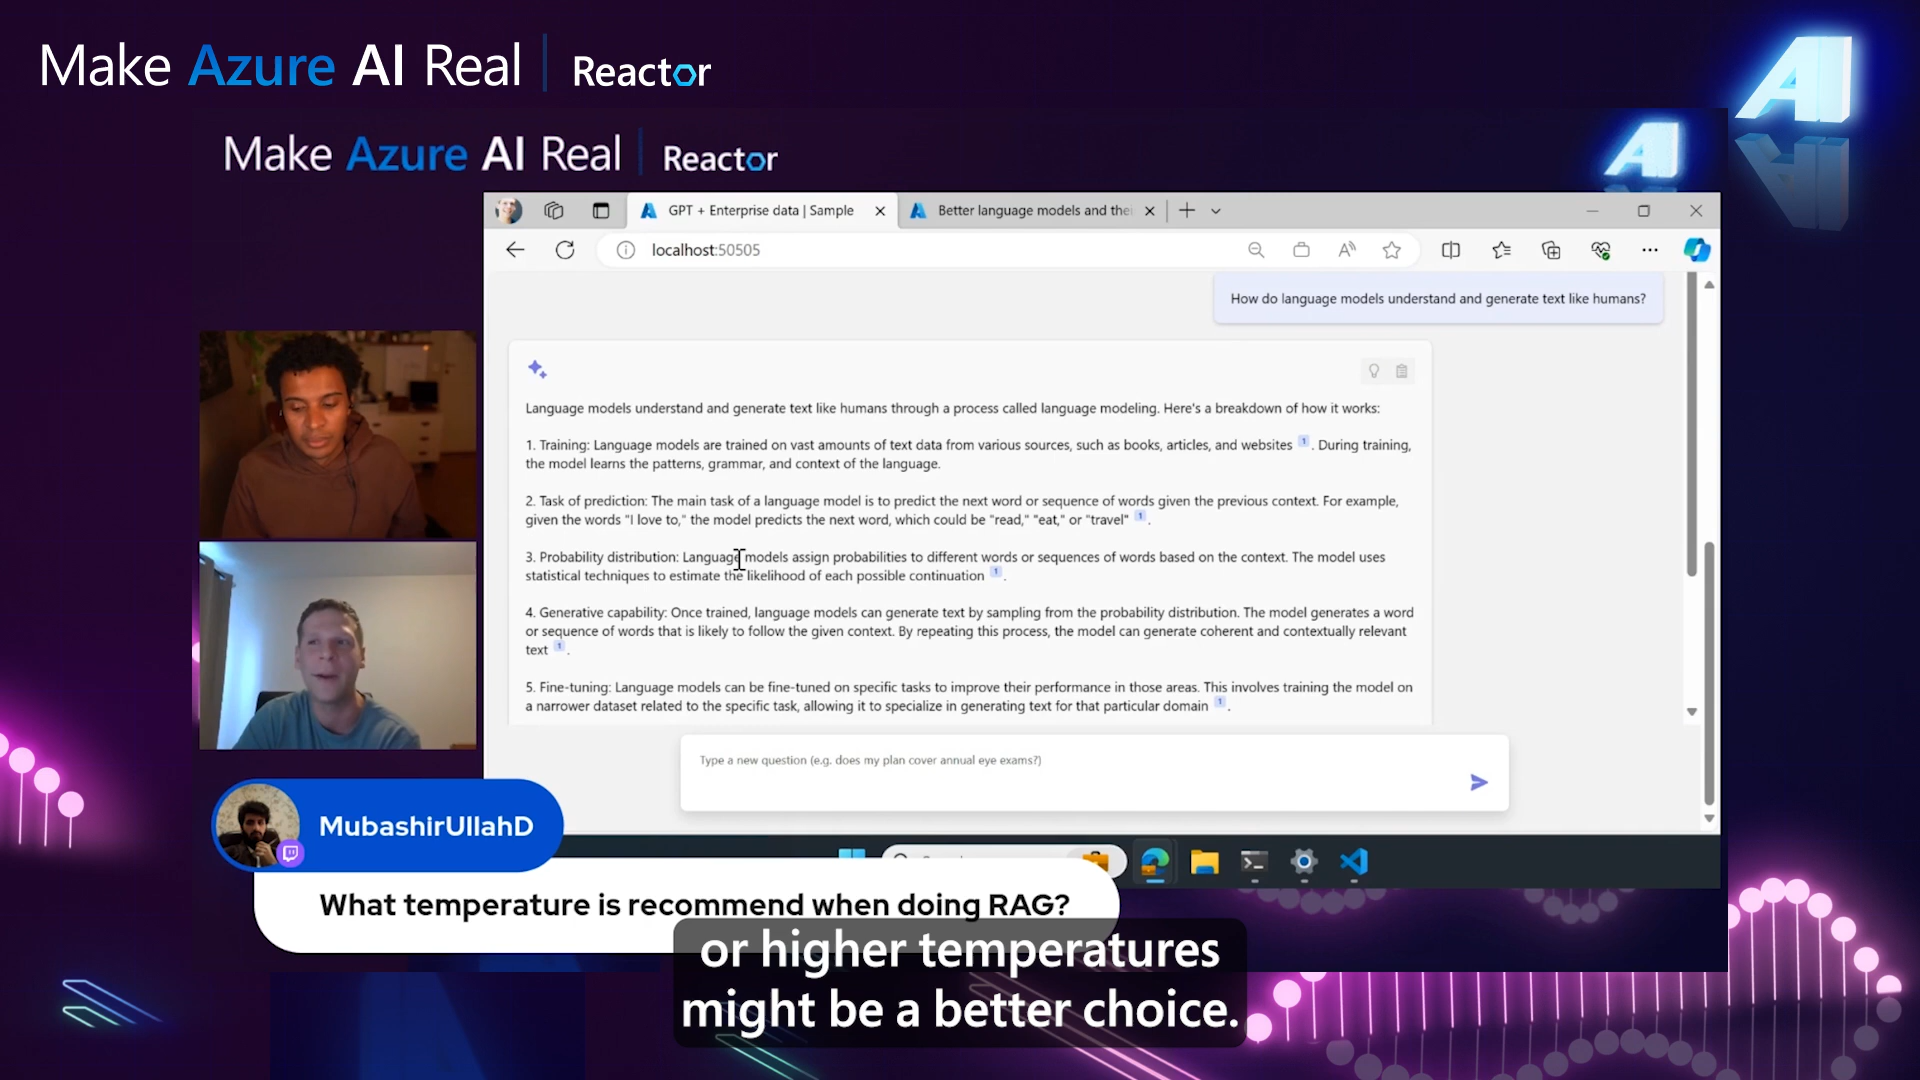 Make Azure AI Real | Reactor
AI
Make Azure AI Real | Reactor
AI
GPT + Enterprise data | Sample
Better language models and thei
localhost:50505
How do language models understand and generate text like humans?
Language models understand and generate text like humans through a process called language modeling. Here's a breakdown of how it works:
1. Training: Language models are trained on vast amounts of text data from various sources, such as books, articles, and websites 1 . During training,
the model learns the patterns, grammar, and context of the language.
2. Task of prediction: The main task of a language model is to predict the next word or sequence of words given the previous context. For example,
given the words "I love to," the model predicts the next word, which could be "read," "eat," or "travel" 1 .
3. Probability distribution: Language models assign probabilities to different words or sequences of words based on the context. The model uses
statistical techniques to estimate the likelihood of each possible continuation 1 .
4. Generative capability: Once trained, language models can generate text by sampling from the probability distribution. The model generates a word
or sequence of words that is likely to follow the given context. By repeating this process, the model can generate coherent and contextually relevant
text 1 .
5. Fine-tuning: Language models can be fine-tuned on specific tasks to improve their performance in those areas. This involves training the model on
a narrower dataset related to the specific task, allowing it to specialize in generating text for that particular domain 1 .
Type a new question (e.g. does my plan cover annual eye exams?)
MubashirUllahD
What temperature is recommend when doing RAG?
or higher temperatures
might be a better choice.